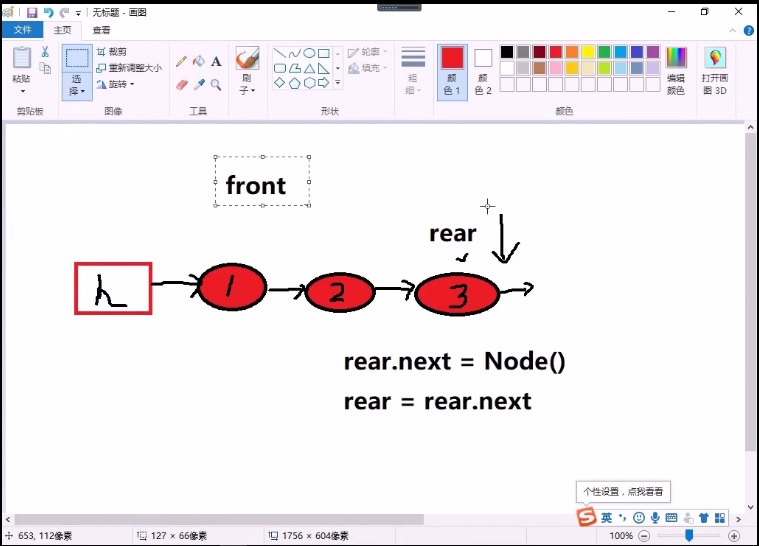 无标题 - 画图
文件 主页 查看
粘贴
剪贴板
选择
裁剪
重新调整大小
旋转
图像
A
工具
刷子
形状
轮廓
填充
粗细
颜色 1
颜色 2
颜色
编辑颜色
打开画图 3D
front
rear
h 1 2 3
rear.next = Node()
rear = rear.next
个性设置，点我看看
S 英
653, 112像素 127 × 66像素 1756 × 604像素 100%